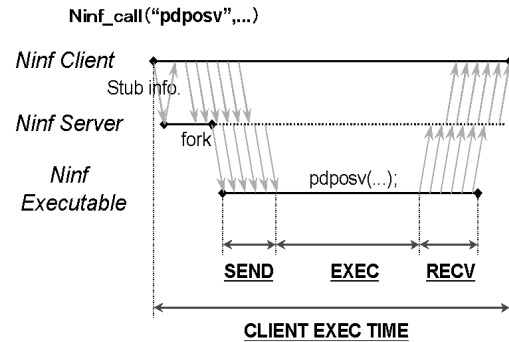 Ninf_call("pdposv",...)
Ninf Client
Stub info.
Ninf Server
fork
Ninf
Executable
pdposv(...);
SEND
EXEC
RECV
CLIENT EXEC TIME